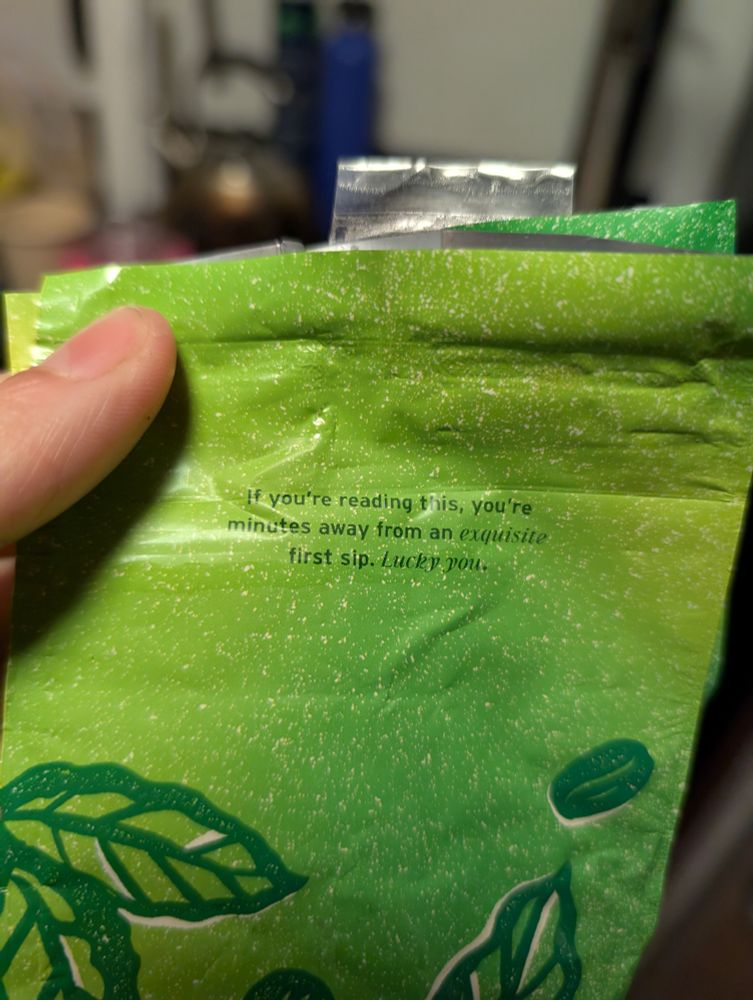 If you're reading this, you're
minutes away from an exquisite
first sip. Lucky you.